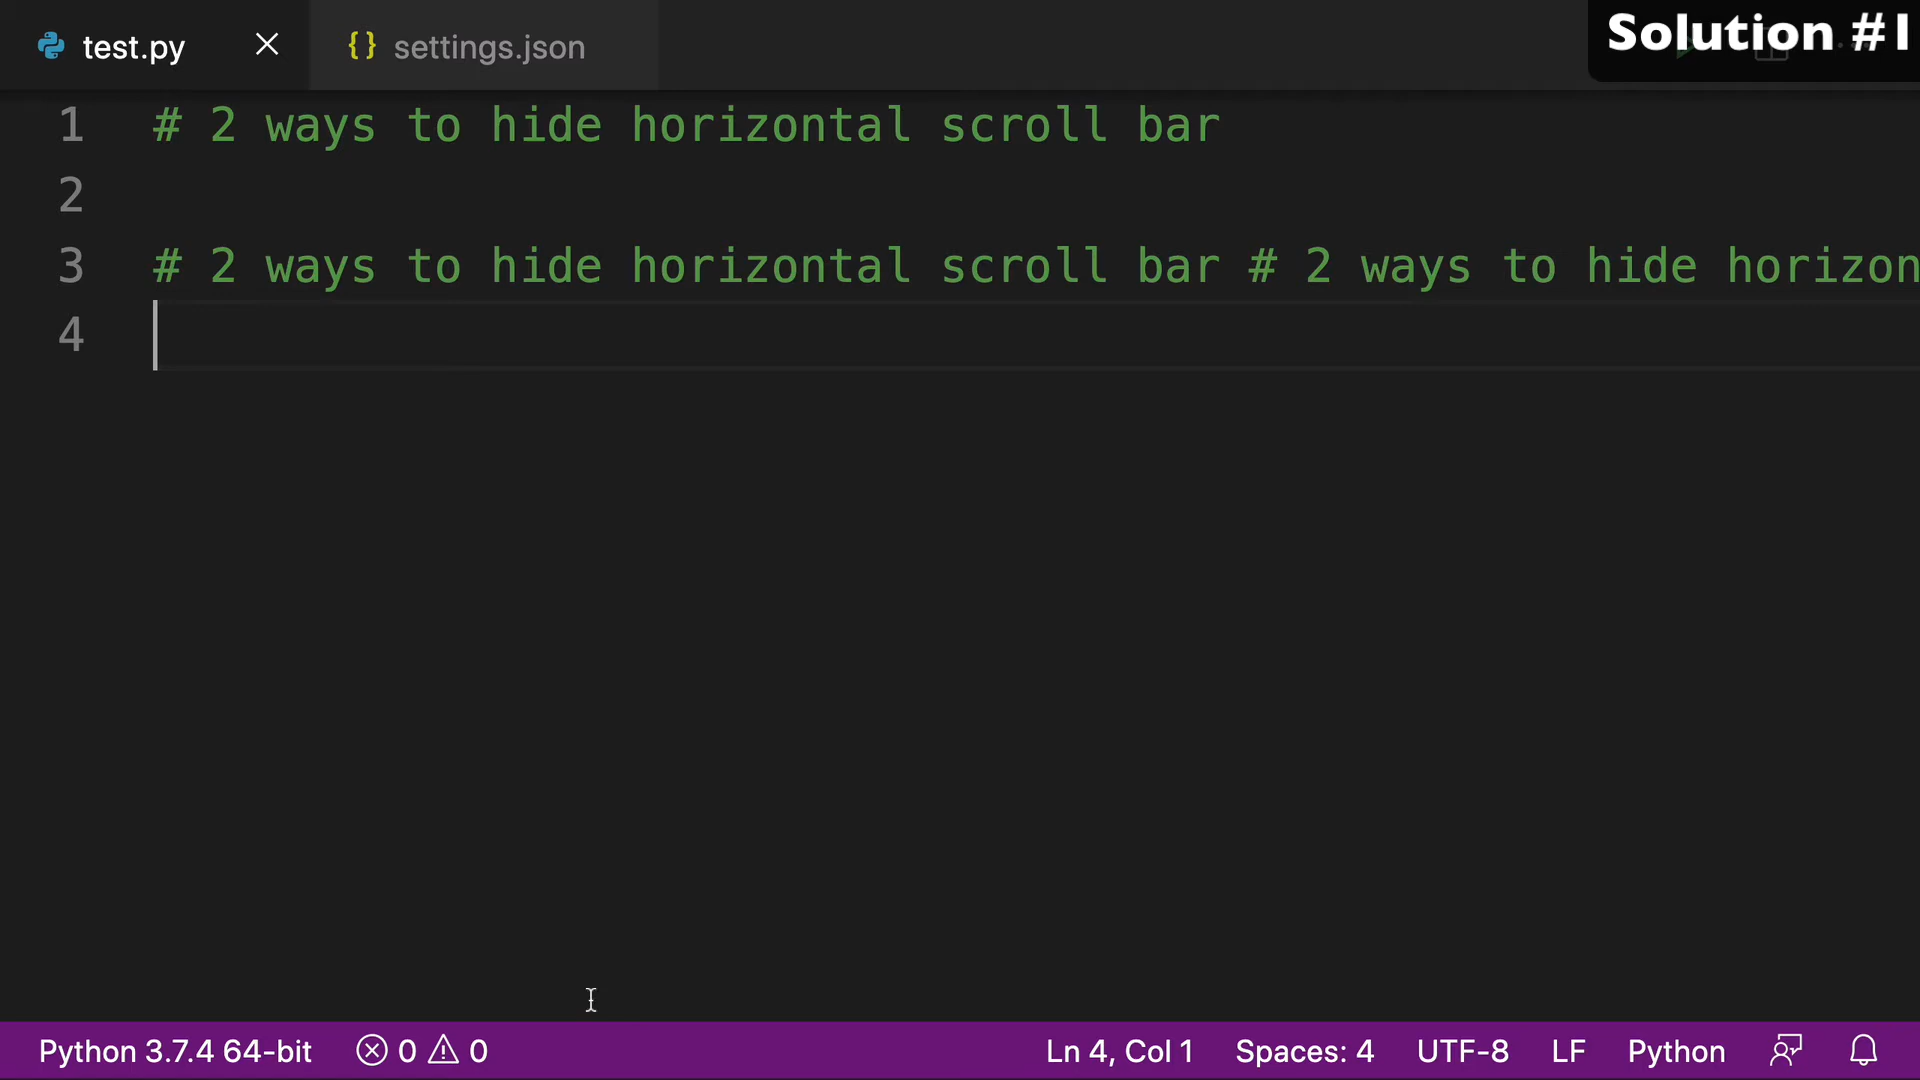 test.py
{} settings.json
Solution #1
1 # 2 ways to hide horizontal scroll bar
2
3 # 2 ways to hide horizontal scroll bar # 2 ways to hide horizon
4
Python 3.7.4 64-bit 0 0 Ln 4, Col 1 Spaces: 4 UTF-8 LF Python